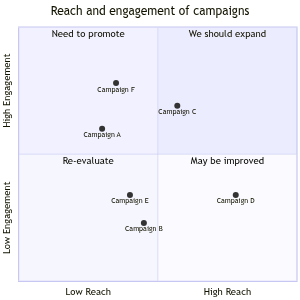 Reach and engagement of campaigns
Need to promote
We should expand
High Engagement
Campaign F
Campaign C
Campaign A
Re-evaluate
May be improved
Low Engagement
Campaign E
Campaign D
Campaign B
Low Reach
High Reach